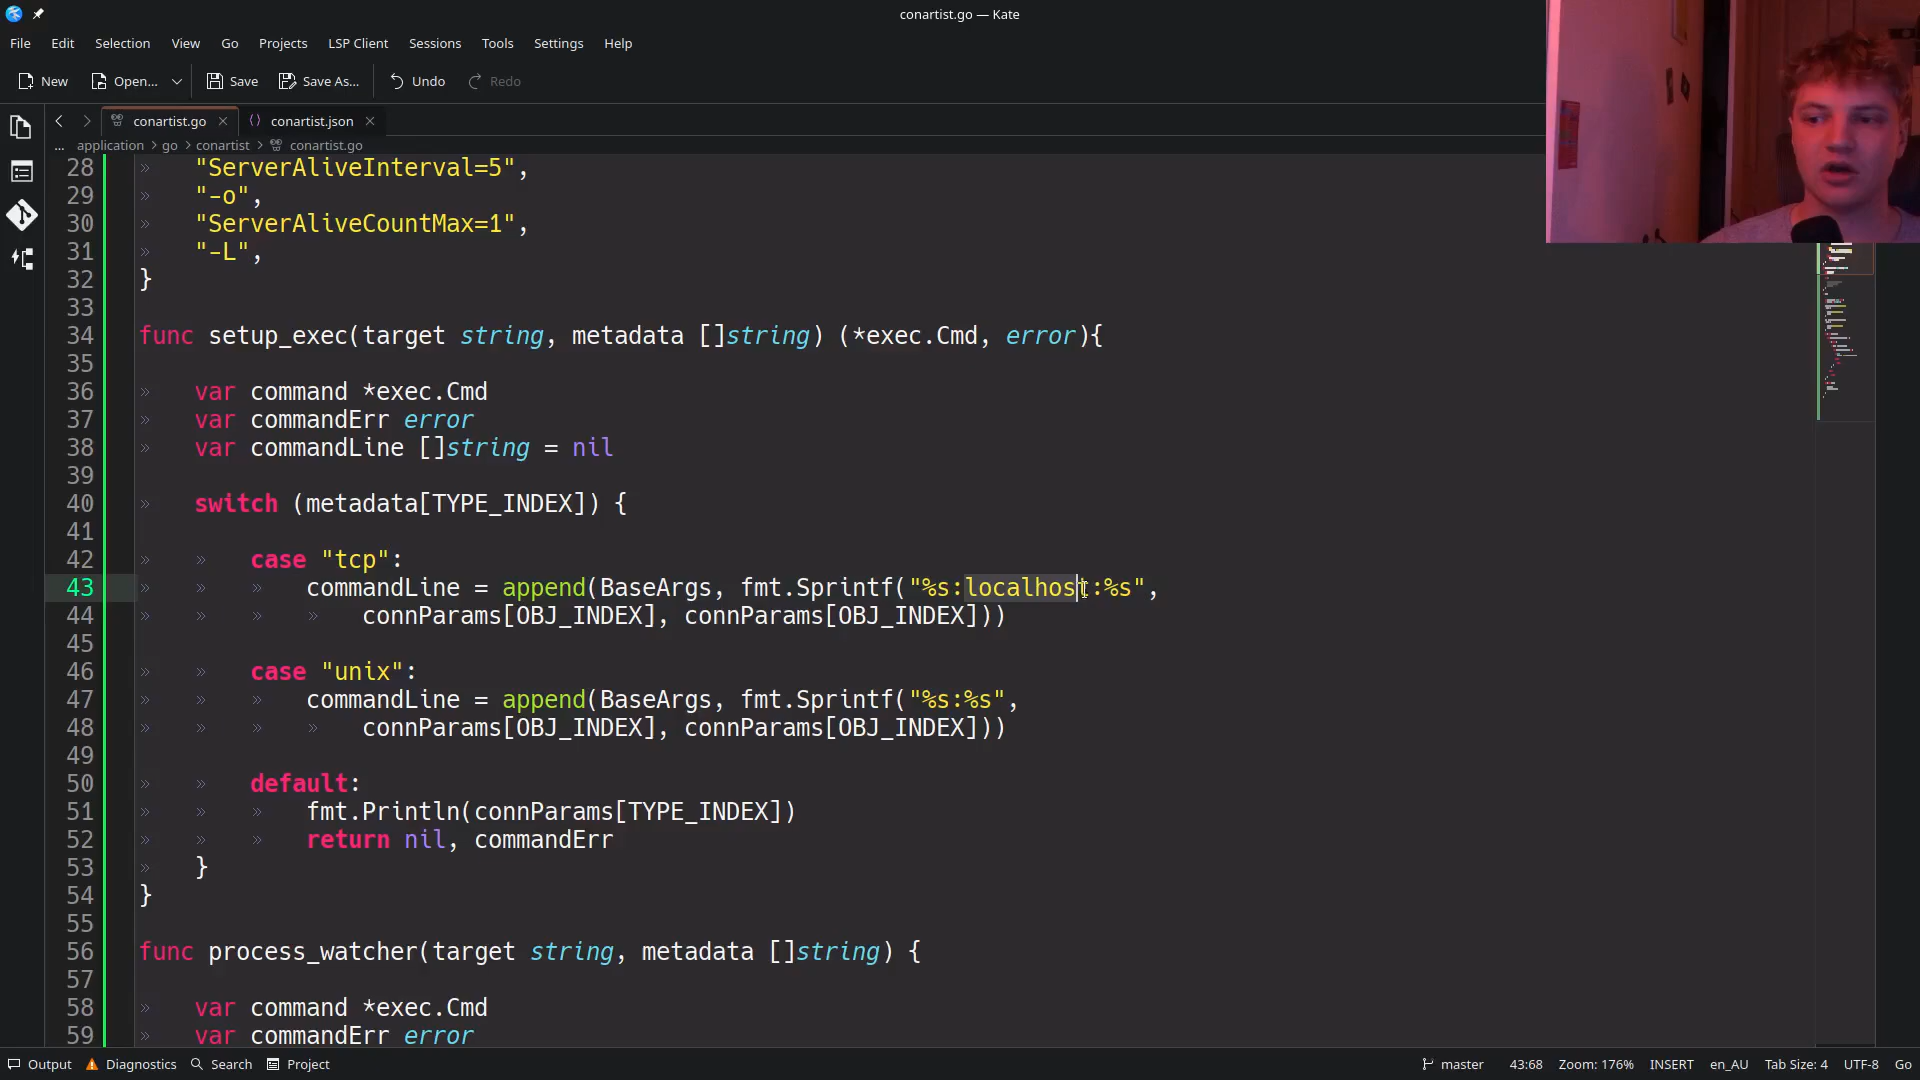 conartist.go — Kate
File Edit Selection View Go Projects LSP Client Sessions Tools Settings Help
New Open... Save Save As... Undo Redo
conartist.go conartist.json
... application go conartist conartist.go
28 "ServerAliveInterval=5",
29 "-o",
30 "ServerAliveCountMax=1",
31 "-L",
32 }
33
34 func setup_exec(target string, metadata []string) (*exec.Cmd, error){
35
36 var command *exec.Cmd
37 var commandErr error
38 var commandLine []string = nil
39
40 switch (metadata[TYPE_INDEX]) {
41
42 case "tcp":
43 commandLine = append(BaseArgs, fmt.Sprintf("%s:localhost:%s",
44 connParams[OBJ_INDEX], connParams[OBJ_INDEX]))
45
46 case "unix":
47 commandLine = append(BaseArgs, fmt.Sprintf("%s:%s",
48 connParams[OBJ_INDEX], connParams[OBJ_INDEX]))
49
50 default:
51 fmt.Println(connParams[TYPE_INDEX])
52 return nil, commandErr
53 }
54 }
55
56 func process_watcher(target string, metadata []string) {
57
58 var command *exec.Cmd
59 var commandErr error
Output Diagnostics Search Project master 43:68 Zoom: 176% INSERT en_AU Tab Size: 4 UTF-8 Go